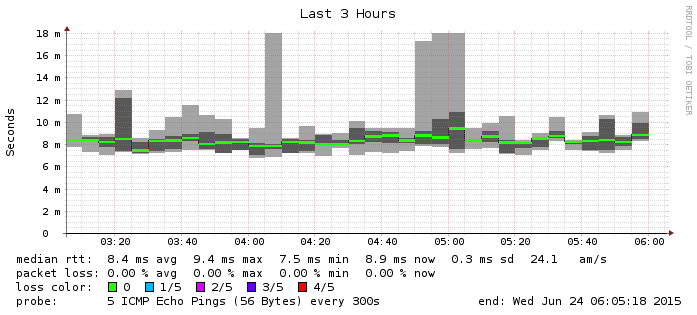 Last 3 Hours
RRDTOOL / TOBI OETIKER
Seconds
18 m
16 m
14 m
12 m
10 m
8 m
6 m
4 m
2 m
0
03:20 03:40 04:00 04:20 04:40 05:00 05:20 05:40 06:00
median rtt: 8.4 ms avg 9.4 ms max 7.5 ms min 8.9 ms now 0.3 ms sd 24.1 am/s
packet loss: 0.00 % avg 0.00 % max 0.00 % min 0.00 % now
loss color: 0 1/5 2/5 3/5 4/5
probe: 5 ICMP Echo Pings (56 Bytes) every 300s end: Wed Jun 24 06:05:18 2015